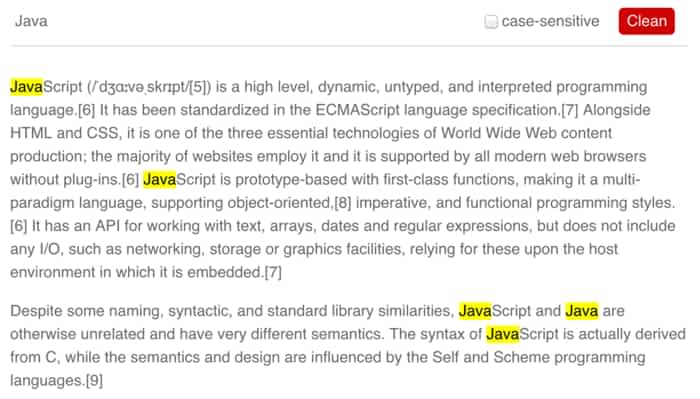 Java
case-sensitive
Clean
JavaScript (/ˈdʒɑːvəˌskrɪpt/[5]) is a high level, dynamic, untyped, and interpreted programming
language.[6] It has been standardized in the ECMAScript language specification.[7] Alongside
HTML and CSS, it is one of the three essential technologies of World Wide Web content
production; the majority of websites employ it and it is supported by all modern web browsers
without plug-ins.[6] JavaScript is prototype-based with first-class functions, making it a multi-
paradigm language, supporting object-oriented,[8] imperative, and functional programming styles.
[6] It has an API for working with text, arrays, dates and regular expressions, but does not include
any I/O, such as networking, storage or graphics facilities, relying for these upon the host
environment in which it is embedded.[7]
Despite some naming, syntactic, and standard library similarities, JavaScript and Java are
otherwise unrelated and have very different semantics. The syntax of JavaScript is actually derived
from C, while the semantics and design are influenced by the Self and Scheme programming
languages.[9]